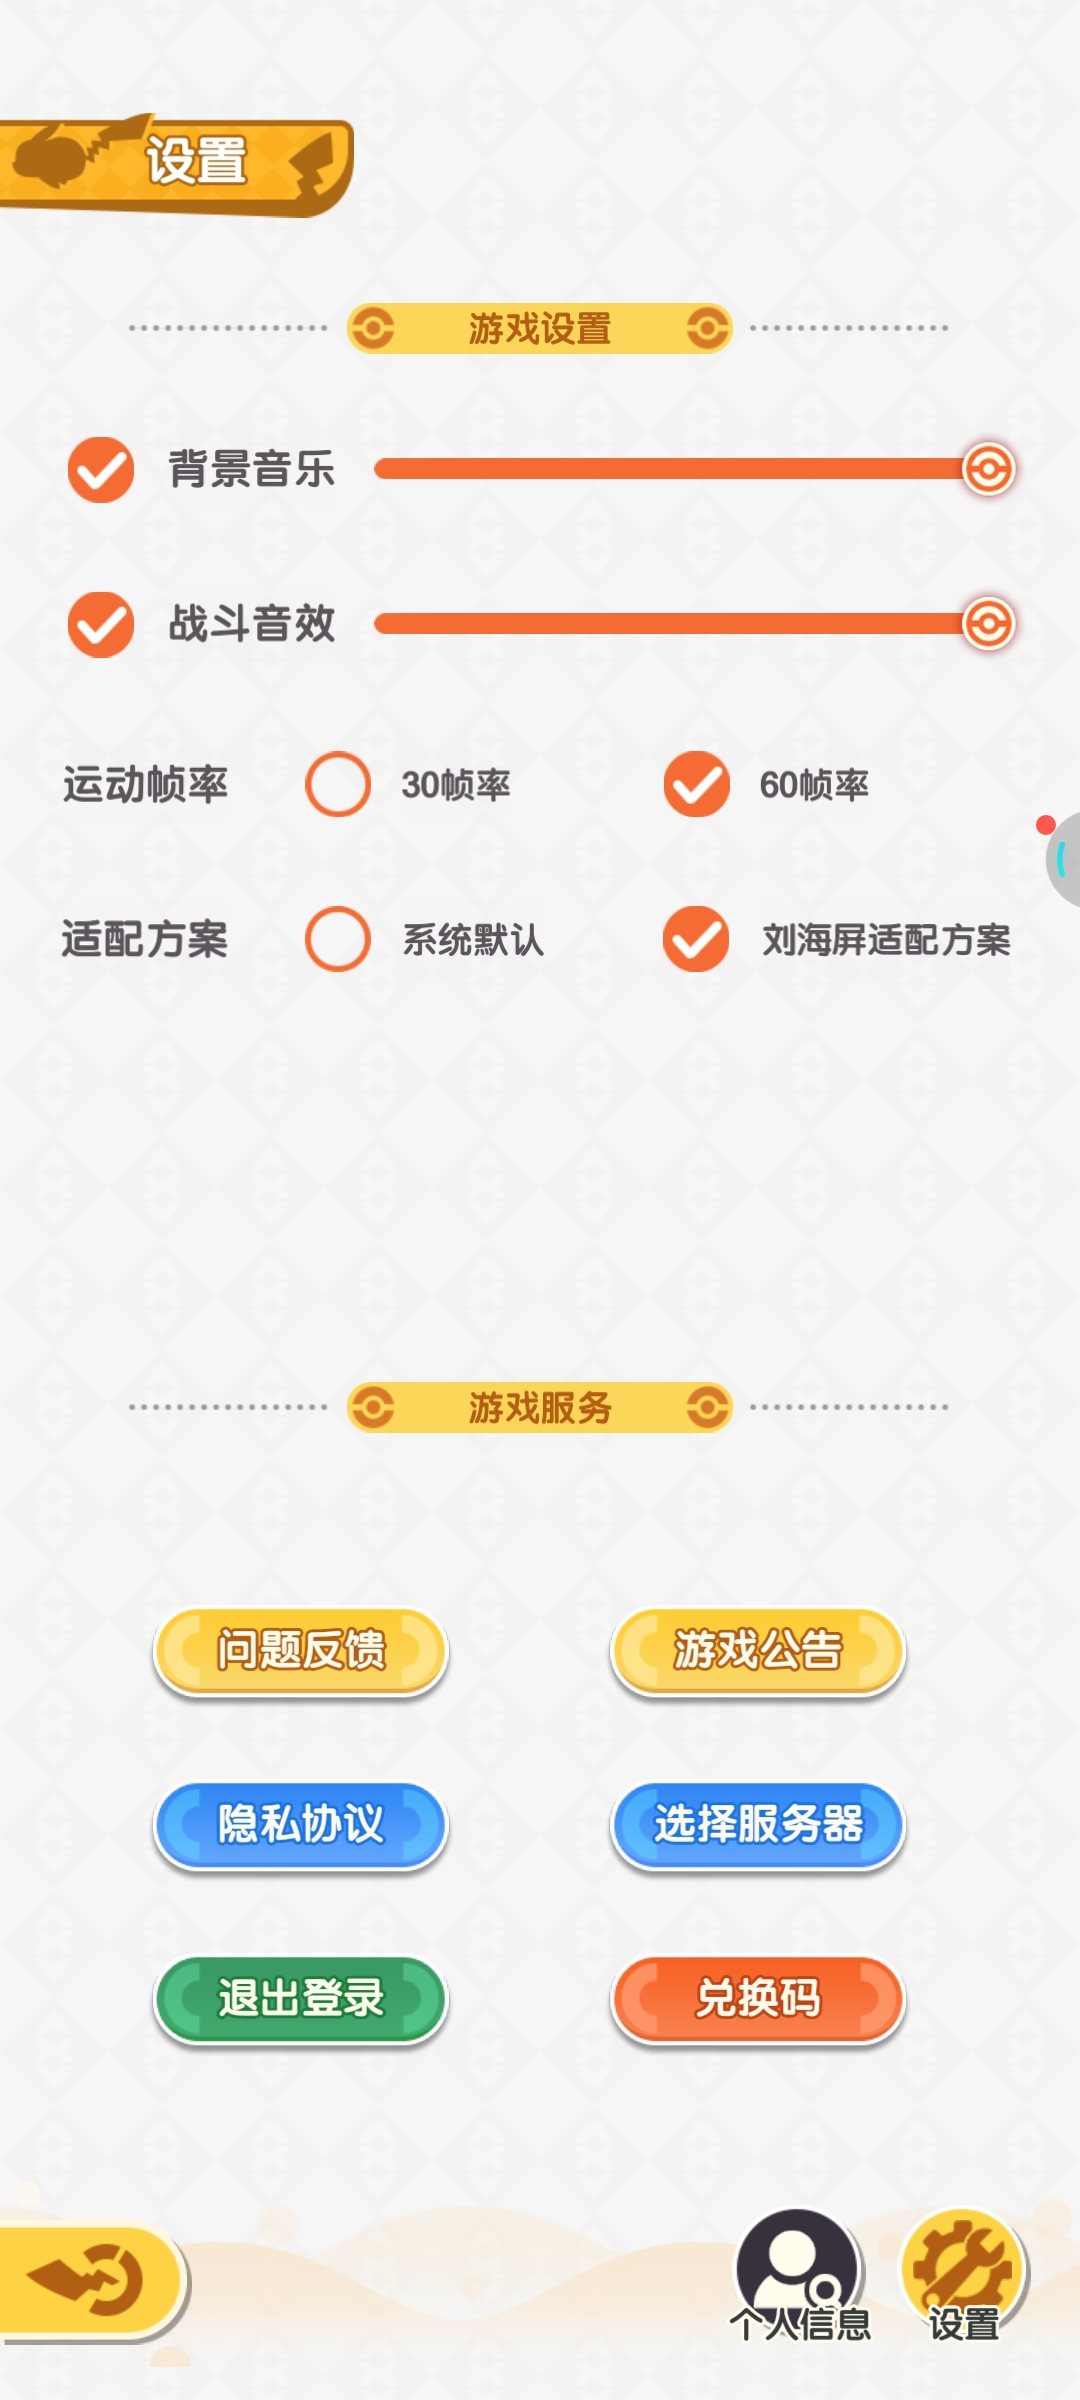 设置
游戏设置
背景音乐
战斗音效
运动帧率 30帧率 60帧率
适配方案 系统默认 刘海屏适配方案
游戏服务
问题反馈 游戏公告
隐私协议 选择服务器
退出登录 兑换码
个人信息 设置